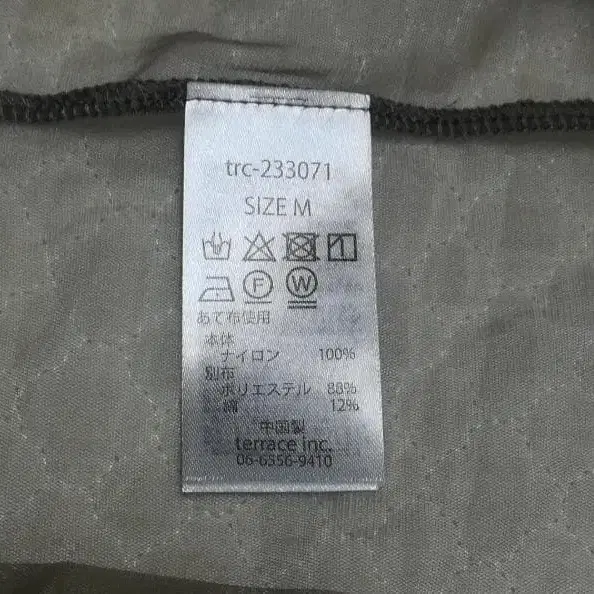 trc-233071
SIZE M
F W
あて布使用
本体
ナイロン 100%
別布
ポリエステル 88%
綿 12%
中国製
terrace inc.
06-6556-9410